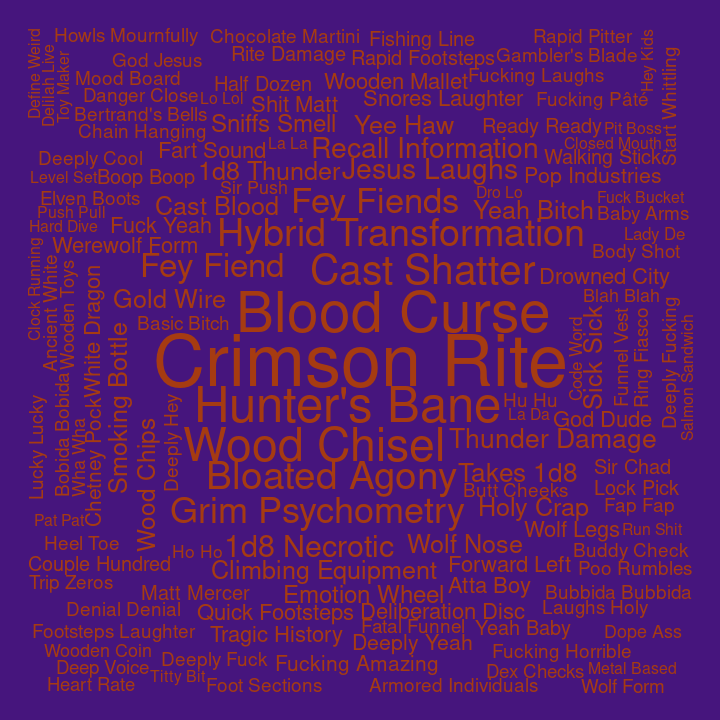 Howls Mournfully
Chocolate Martini
Fishing Line
Rapid Pitter
Define Weird
Delilah Live
Toy Maker
God Jesus
Rite Damage
Rapid Footsteps
Gambler's Blade
Hey Kids
Start Whittling
Mood Board
Half Dozen
Wooden Mallet
Fucking Laughs
Danger Close
Lo Lol
Shit Matt
Snores Laughter
Fucking Pâté
Bertrand's Bells
Sniffs Smell
Yee Haw
Ready Ready
Pit Boss
Chain Hanging
La La
Recall Information
Closed Mouth
Deeply Cool
Fart Sound
Walking Stick
Level Set
Boop Boop
1d8 Thunder
Jesus Laughs
Pop Industries
Sir Push
Dro Lo
Elven Boots
Cast Blood
Fey Fiends
Yeah Bitch
Fuck Bucket
Push Pull
Baby Arms
Hard Dive
Fuck Yeah
Hybrid Transformation
Lady De
Werewolf Form
Body Shot
Clock Running
Ancient White
Wooden Toys
White Dragon
Fey Fiend
Cast Shatter
Drowned City
Gold Wire
Blood Curse
Blah Blah
Basic Bitch
Code Word
Sick Sick
Funnel Vest
Ring Fiasco
Deeply Fucking
Salmon Sandwich
Smoking Bottle
Crimson Rite
Lucky Lucky
Bobida Bobida
Wha Wha
Chetney Pock
Wood Chips
Deeply Hey
Hunter's Bane
Hu Hu
La Da
God Dude
Wood Chisel
Thunder Damage
Bloated Agony
Takes 1d8
Sir Chad
Butt Cheeks
Lock Pick
Grim Psychometry
Holy Crap
Fap Fap
Pat Pat
Wolf Legs
Run Shit
Heel Toe
Ho Ho
1d8 Necrotic
Wolf Nose
Buddy Check
Couple Hundred
Climbing Equipment
Forward Left
Poo Rumbles
Trip Zeros
Matt Mercer
Emotion Wheel
Atta Boy
Bubbida Bubbida
Denial Denial
Quick Footsteps
Deliberation Disc
Laughs Holy
Footsteps Laughter
Tragic History
Fatal Funnel
Yeah Baby
Dope Ass
Wooden Coin
Deeply Yeah
Fucking Horrible
Deep Voice
Deeply Fuck
Fucking Amazing
Dex Checks
Metal Based
Titty Bit
Heart Rate
Foot Sections
Armored Individuals
Wolf Form